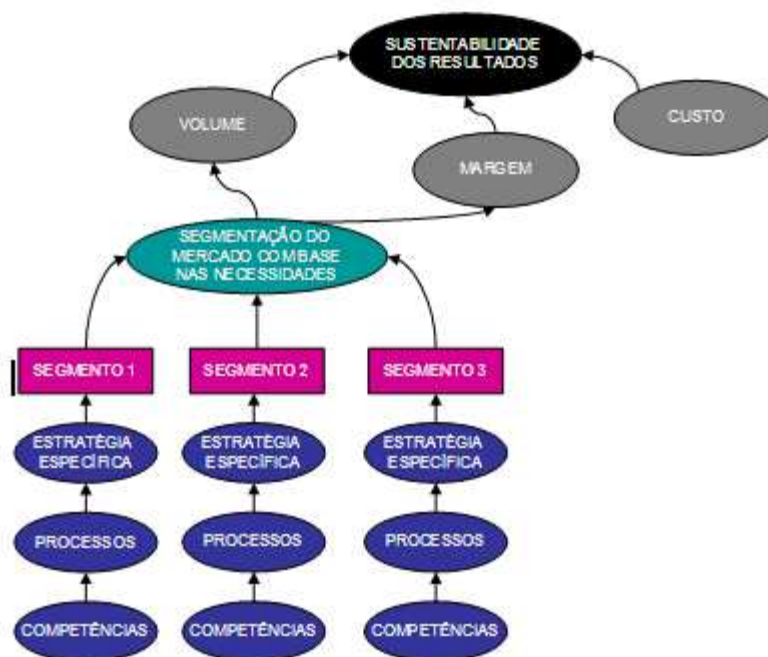 SUSTENTABILIDADE
DOS RESULTADOS
VOLUME
CUSTO
MARGEM
SEGMENTAÇÃO DO
MERCADO COM BASE
NAS NECESSIDADES
SEGMENTO 1
SEGMENTO 2
SEGMENTO 3
ESTRATÉGIA
ESPECÍFICA
ESTRATÉGIA
ESPECÍFICA
ESTRATÉGIA
ESPECÍFICA
PROCESSOS
PROCESSOS
PROCESSOS
COMPETÊNCIAS
COMPETÊNCIAS
COMPETÊNCIAS